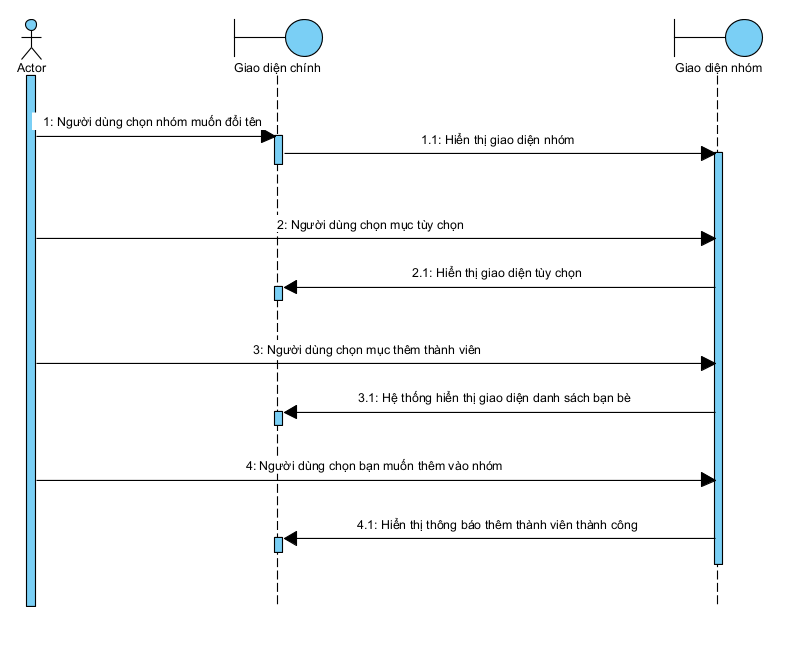 Actor
Giao diện chính
Giao diện nhóm
1: Người dùng chọn nhóm muốn đổi tên
1.1: Hiển thị giao diện nhóm
2: Người dùng chọn mục tùy chọn
2.1: Hiển thị giao diện tùy chọn
3: Người dùng chọn mục thêm thành viên
3.1: Hệ thống hiển thị giao diện danh sách bạn bè
4: Người dùng chọn bạn muốn thêm vào nhóm
4.1: Hiển thị thông báo thêm thành viên thành công